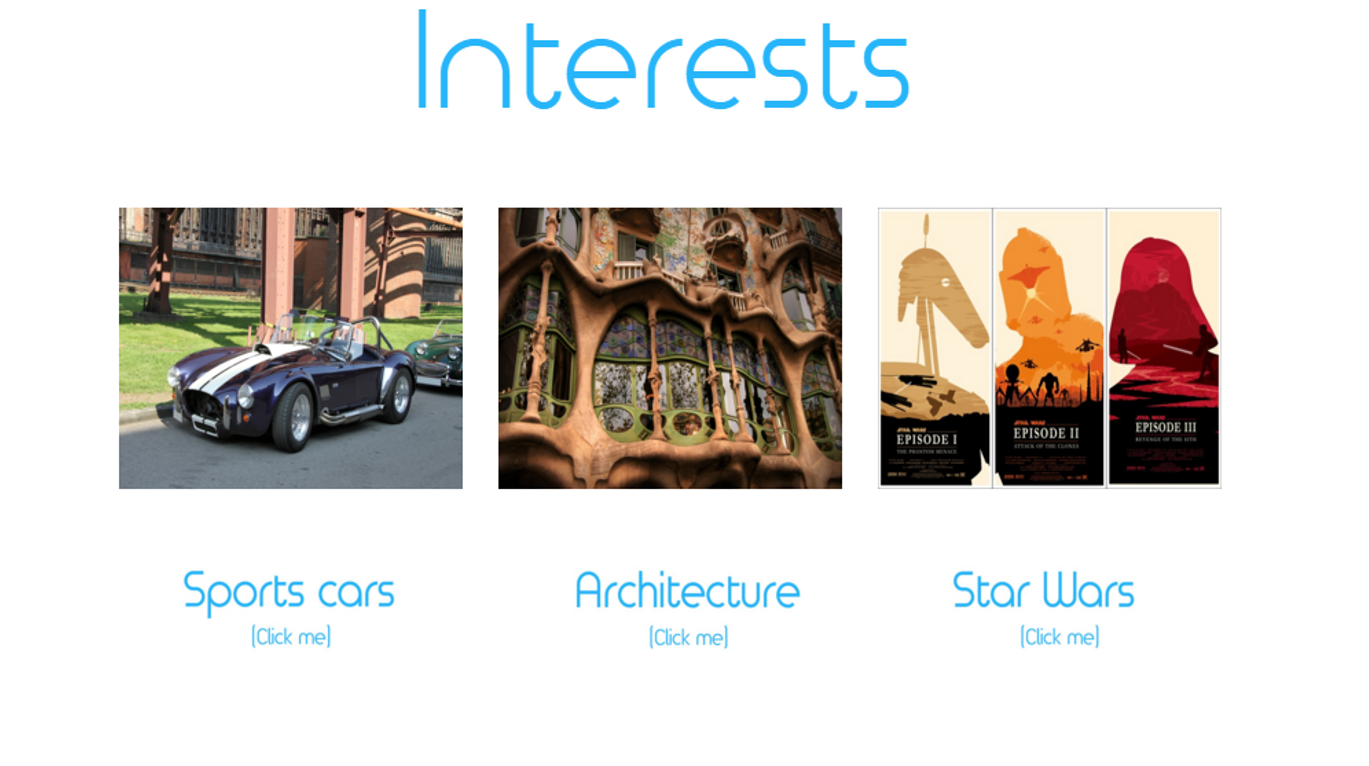 Interests
STAR WARS
EPISODE I
THE PHANTOM MENACE
STAR WARS
EPISODE II
ATTACK OF THE CLONES
STAR WARS
EPISODE III
REVENGE OF THE SITH
Sports cars
(Click me)
Architecture
(Click me)
Star Wars
(Click me)